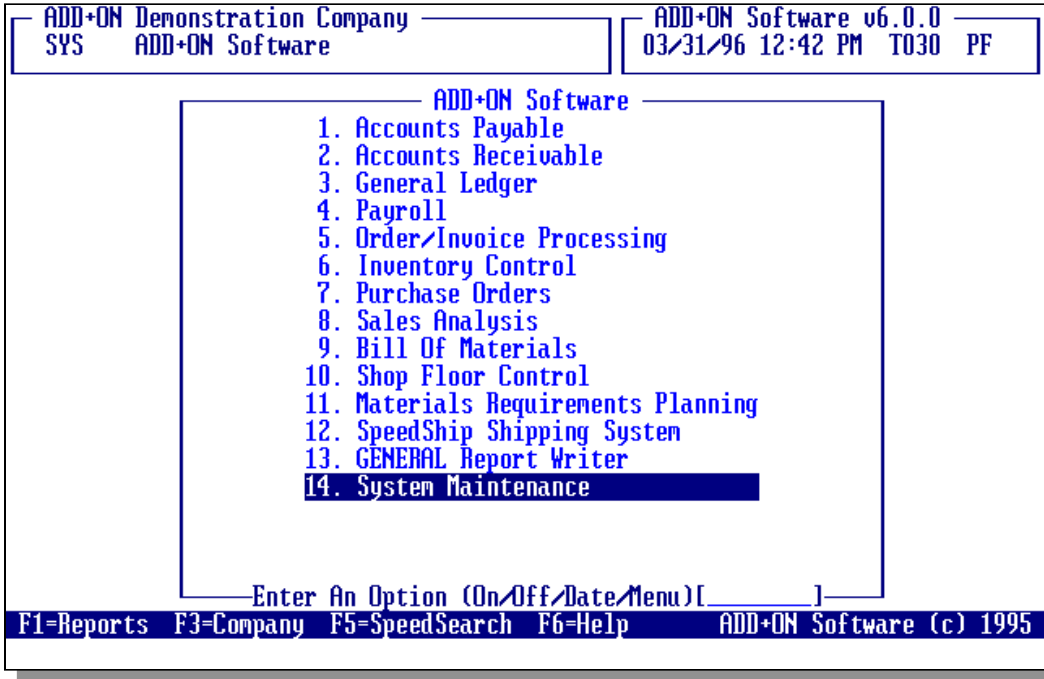 ADD+ON Demonstration Company
SYS ADD+ON Software
ADD+ON Software v6.0.0
03/31/96 12:42 PM T030 PF
ADD+ON Software
1. Accounts Payable
2. Accounts Receivable
3. General Ledger
4. Payroll
5. Order/Invoice Processing
6. Inventory Control
7. Purchase Orders
8. Sales Analysis
9. Bill Of Materials
10. Shop Floor Control
11. Materials Requirements Planning
12. SpeedShip Shipping System
13. GENERAL Report Writer
14. System Maintenance
Enter An Option (On/Off/Date/Menu)[________]
F1=Reports F3=Company F5=SpeedSearch F6=Help ADD+ON Software (c) 1995